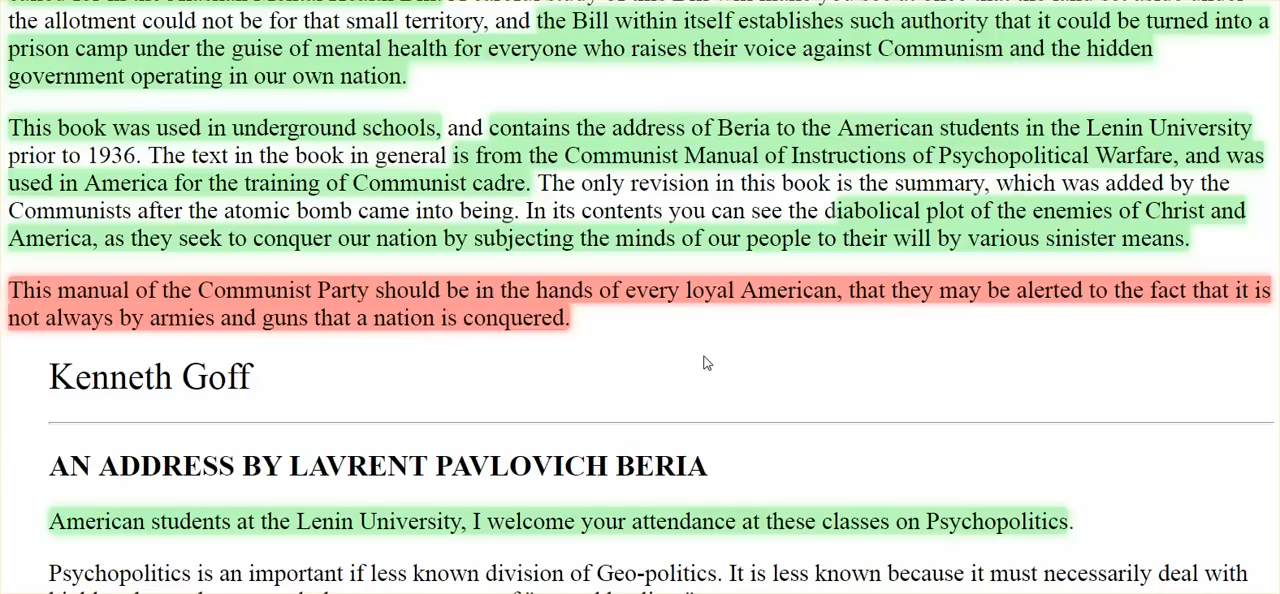 the allotment could not be for that small territory, and the Bill within itself establishes such authority that it could be turned into a
prison camp under the guise of mental health for everyone who raises their voice against Communism and the hidden
government operating in our own nation.
This book was used in underground schools, and contains the address of Beria to the American students in the Lenin University
prior to 1936. The text in the book in general is from the Communist Manual of Instructions of Psychopolitical Warfare, and was
used in America for the training of Communist cadre. The only revision in this book is the summary, which was added by the
Communists after the atomic bomb came into being. In its contents you can see the diabolical plot of the enemies of Christ and
America, as they seek to conquer our nation by subjecting the minds of our people to their will by various sinister means.
This manual of the Communist Party should be in the hands of every loyal American, that they may be alerted to the fact that it is
not always by armies and guns that a nation is conquered.
Kenneth Goff
AN ADDRESS BY LAVRENT PAVLOVICH BERIA
American students at the Lenin University, I welcome your attendance at these classes on Psychopolitics.
Psychopolitics is an important if less known division of Geo-politics. It is less known because it must necessarily deal with